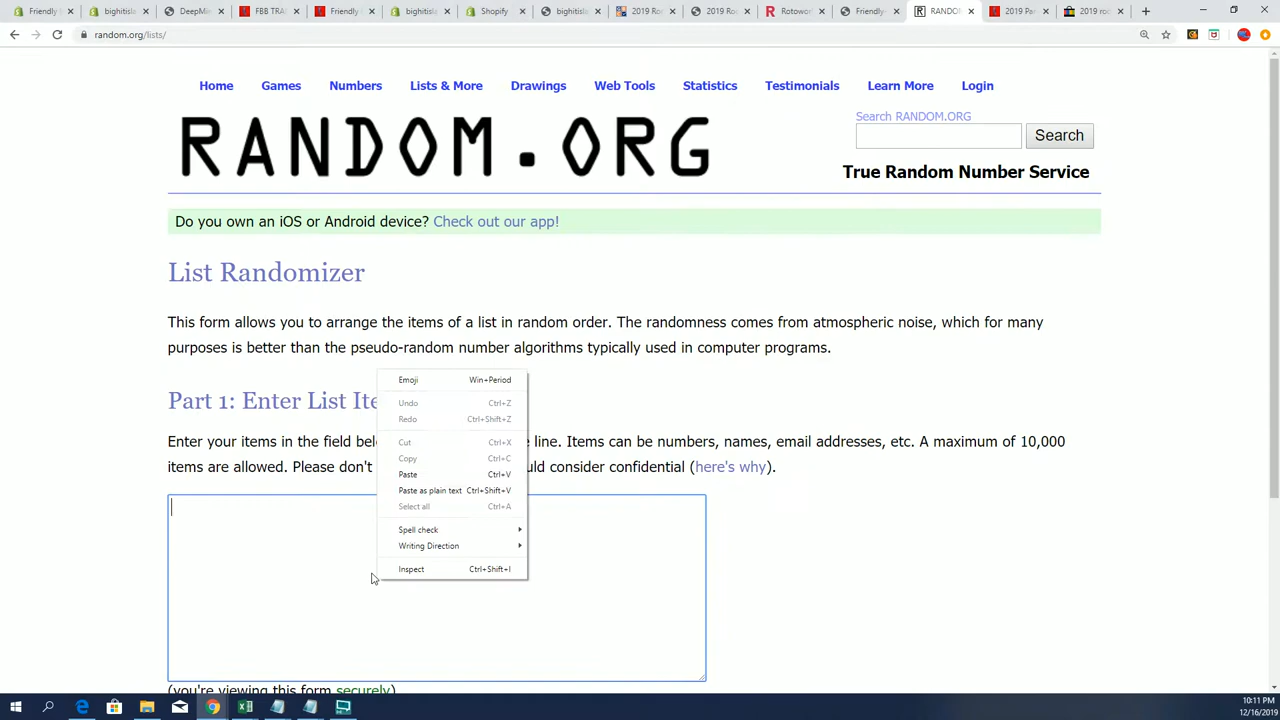 Friendly
bighitisl
DeepMe
FBB TRA
Friendly
bighitisl
Shopify
bighitisla
2019 Ro
2019 Ro
Rotowor
Friendly
RANDO
2019 Pa
2019 roo
random.org/lists/
Home Games Numbers Lists & More Drawings Web Tools Statistics Testimonials Learn More Login
RANDOM.ORG
Search RANDOM.ORG
Search
True Random Number Service
Do you own an iOS or Android device? Check out our app!
List Randomizer
This form allows you to arrange the items of a list in random order. The randomness comes from atmospheric noise, which for many
purposes is better than the pseudo-random number algorithms typically used in computer programs.
Part 1: Enter List Ite
Enter your items in the field bel line. Items can be numbers, names, email addresses, etc. A maximum of 10,000
items are allowed. Please don't uld consider confidential (here's why).
Emoji Win+Period
Undo Ctrl+Z
Redo Ctrl+Shift+Z
Cut Ctrl+X
Copy Ctrl+C
Paste Ctrl+V
Paste as plain text Ctrl+Shift+V
Select all Ctrl+A
Spell check
Writing Direction
Inspect Ctrl+Shift+I
(you're viewing this form securely)
10:11 PM
12/16/2019